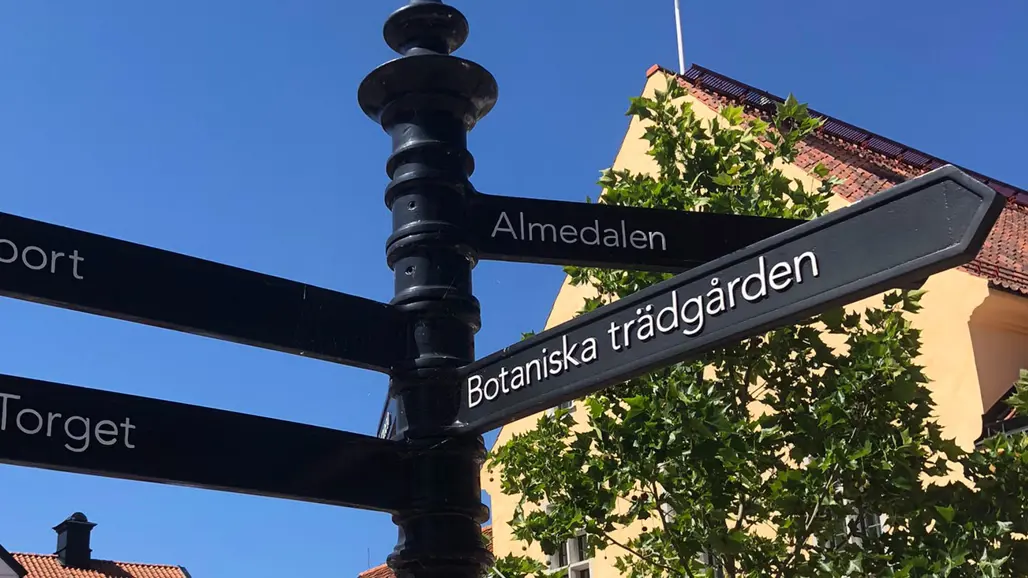 Almedalen
Botaniska trädgården
port
Torget